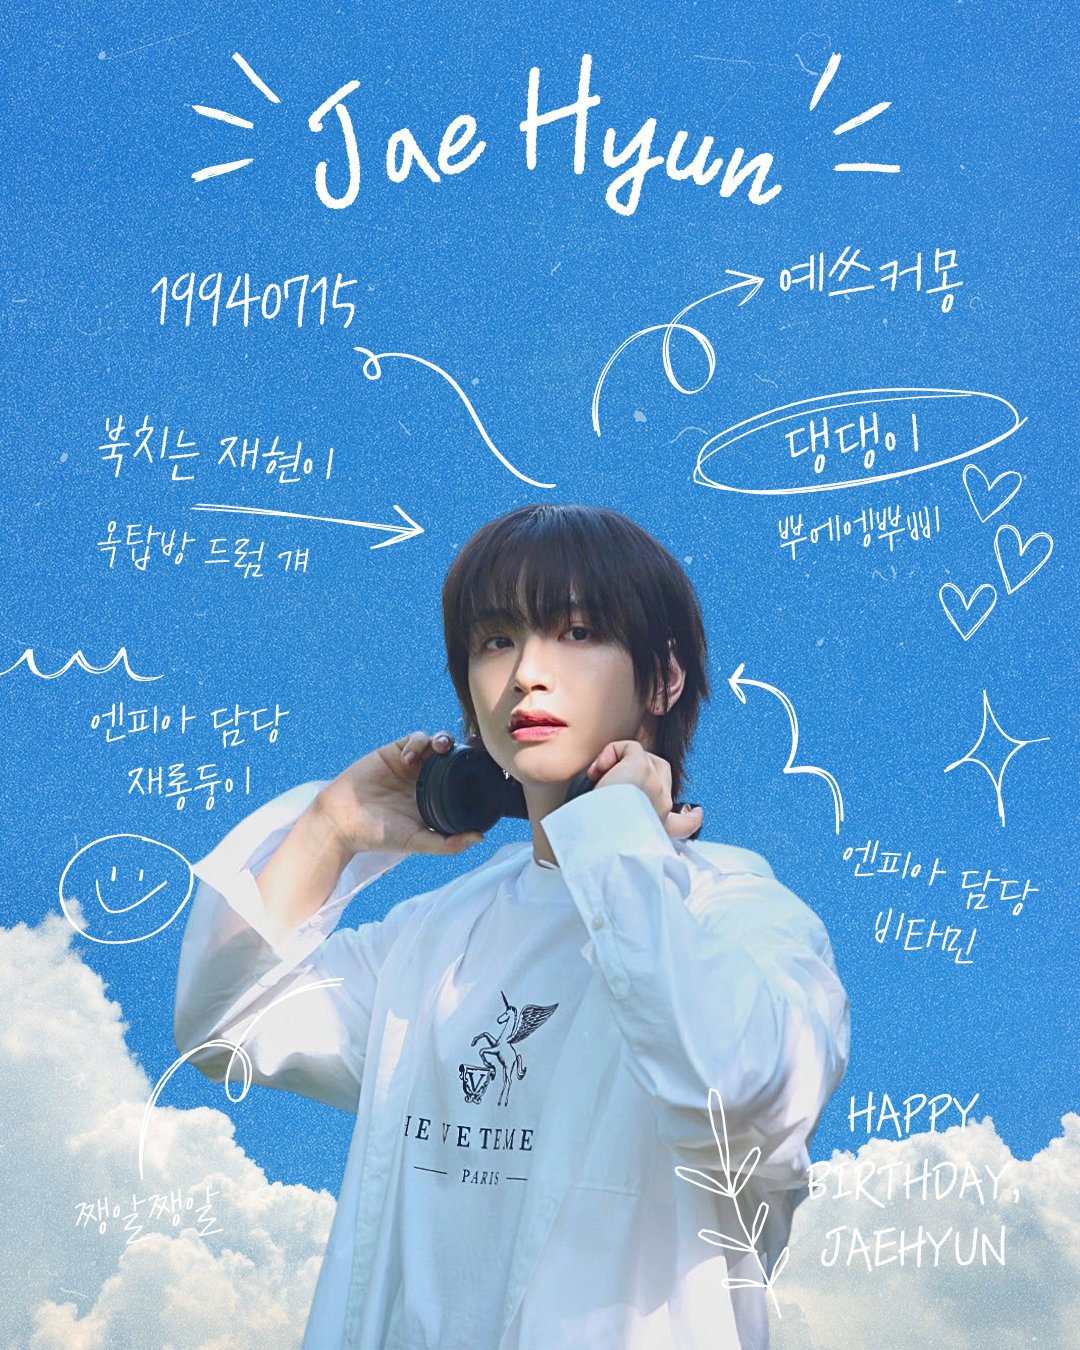 Jae Hyun
19940715
예쓰커몽
북치는 재현이
댕댕이
옥탑방 드럼 걔
뿌에엥뿌삐
엔피아 담당
재롱둥이
엔피아 담당
비타민
HE VETEME
PARIS
V
짹알짹알
HAPPY
BIRTHDAY,
JAEHYUN